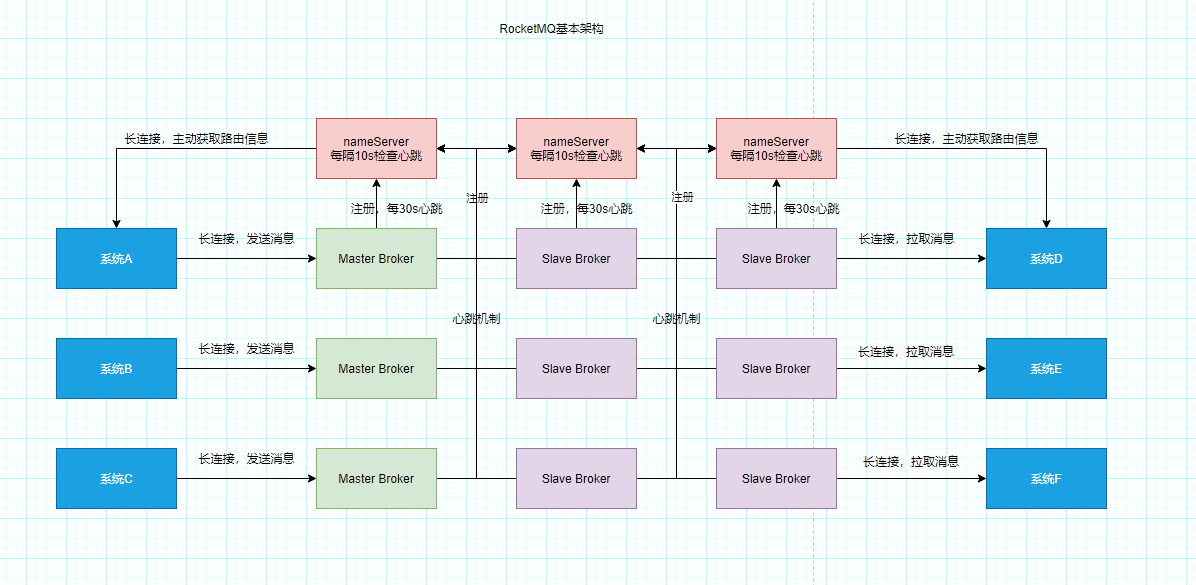 RocketMQ基本架构
长连接，主动获取路由信息
nameServer
每隔10s检查心跳
nameServer
每隔10s检查心跳
nameServer
每隔10s检查心跳
长连接，主动获取路由信息
注册
注册
注册，每30s心跳
注册，每30s心跳
注册，每30s心跳
系统A
长连接，发送消息
Master Broker
Slave Broker
Slave Broker
长连接，拉取消息
系统D
心跳机制
心跳机制
系统B
长连接，发送消息
Master Broker
Slave Broker
Slave Broker
长连接，拉取消息
系统E
系统C
长连接，发送消息
Master Broker
Slave Broker
Slave Broker
长连接，拉取消息
系统F